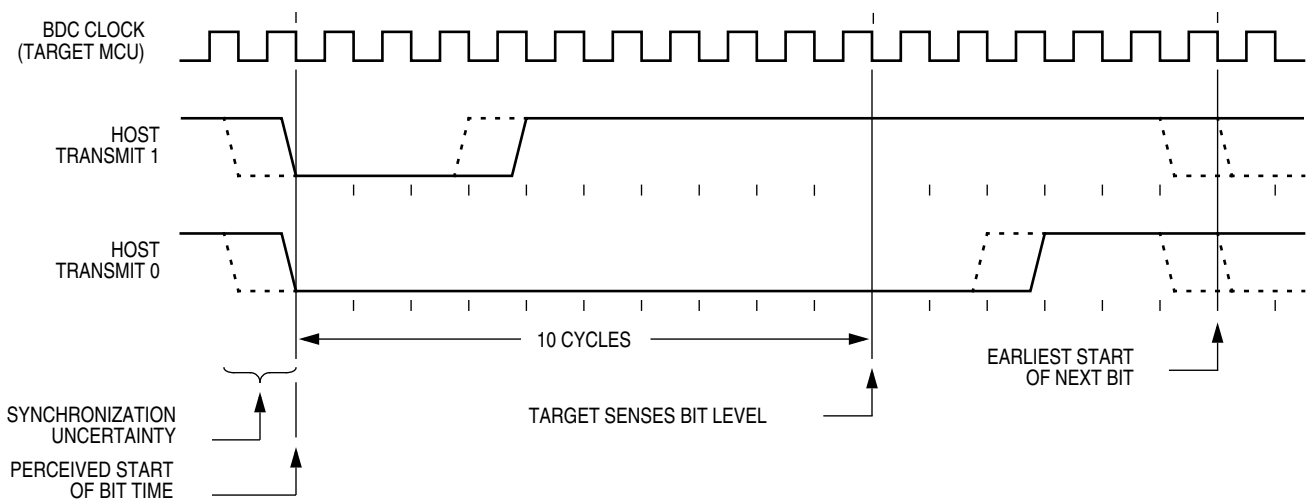 BDC CLOCK
(TARGET MCU)
HOST
TRANSMIT 1
HOST
TRANSMIT 0
10 CYCLES
EARLIEST START
OF NEXT BIT
TARGET SENSES BIT LEVEL
SYNCHRONIZATION
UNCERTAINTY
PERCEIVED START
OF BIT TIME